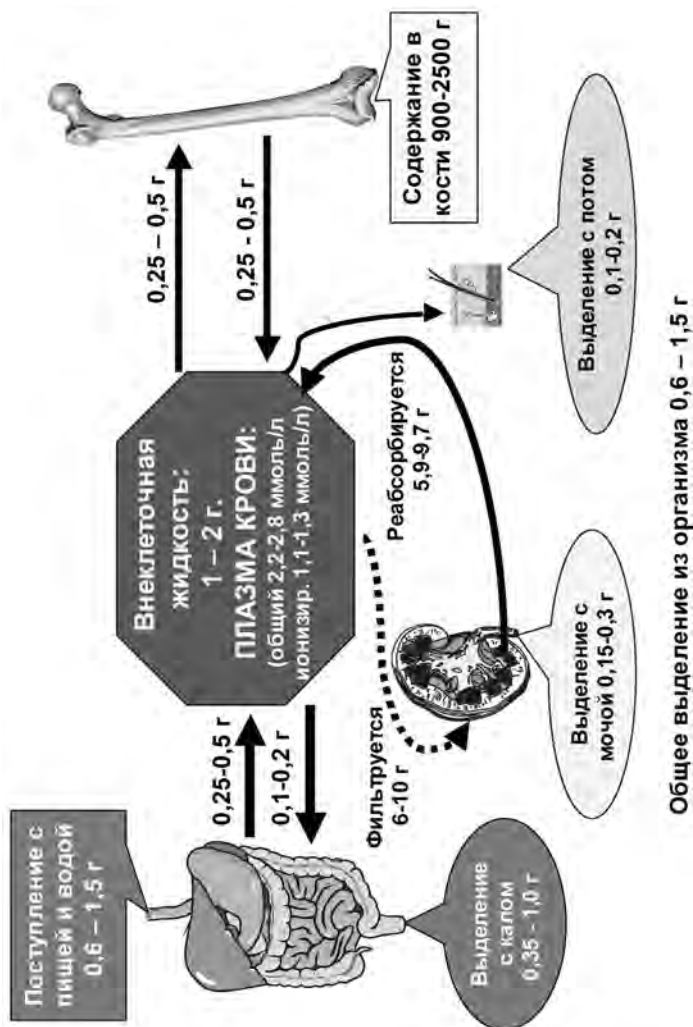 Поступление с
пищей и водой
0,6 – 1,5 г
0,25-0,5 г
0,1-0,2 г
Выделение
с калом
0,35 - 1,0 г
Внеклеточная
жидкость:
1 – 2 г.
ПЛАЗМА КРОВИ:
(общий 2,2-2,8 ммоль/л
ионизир. 1,1-1,3 ммоль/л)
0,25 – 0,5 г
0,25 - 0,5 г
Содержание в
кости 900-2500 г
Фильтруется
6-10 г
Реабсорбируется
5,9-9,7 г
Выделение с
мочой 0,15-0,3 г
Выделение с потом
0,1-0,2 г
Общее выделение из организма 0,6 – 1,5 г